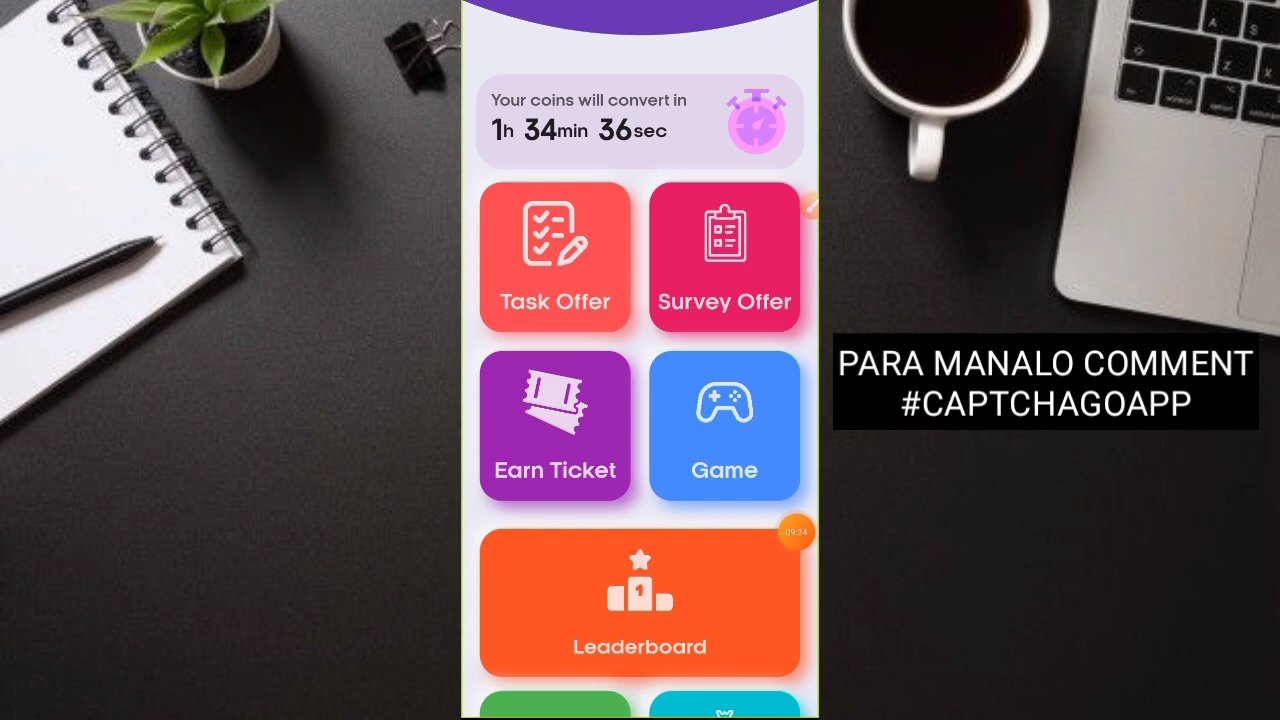 Your coins will convert in
1h 34min 36sec
Task Offer
Survey Offer
Earn Ticket
Game
09:24
1
Leaderboard
PARA MANALO COMMENT
#CAPTCHAGOAPP
A
S
Z
X